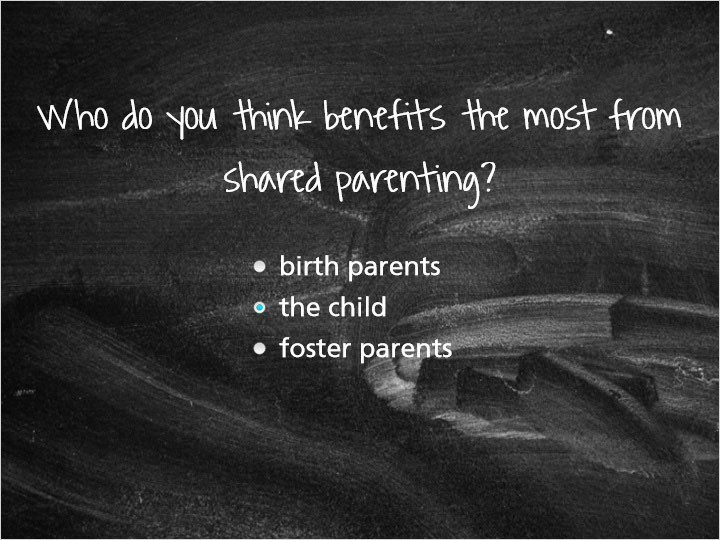 Who do you think benefits the most from
shared parenting?
birth parents
the child
foster parents